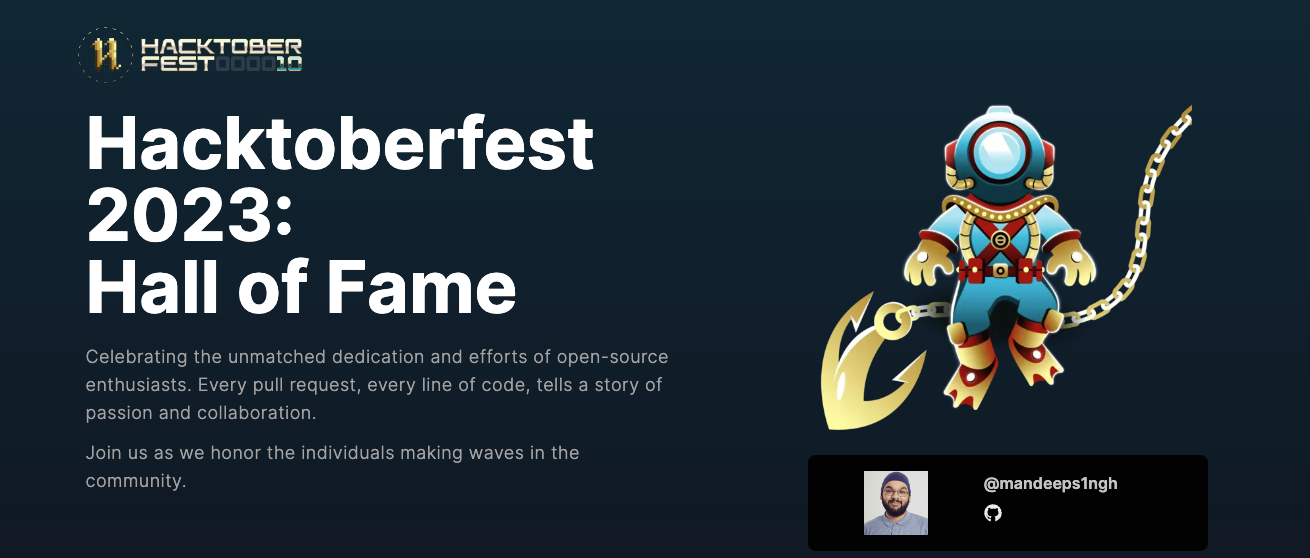 HACKTOBER
FEST000010
Hacktoberfest
2023:
Hall of Fame
Celebrating the unmatched dedication and efforts of open-source
enthusiasts. Every pull request, every line of code, tells a story of
passion and collaboration.
Join us as we honor the individuals making waves in the
community.
@mandeeps1ngh